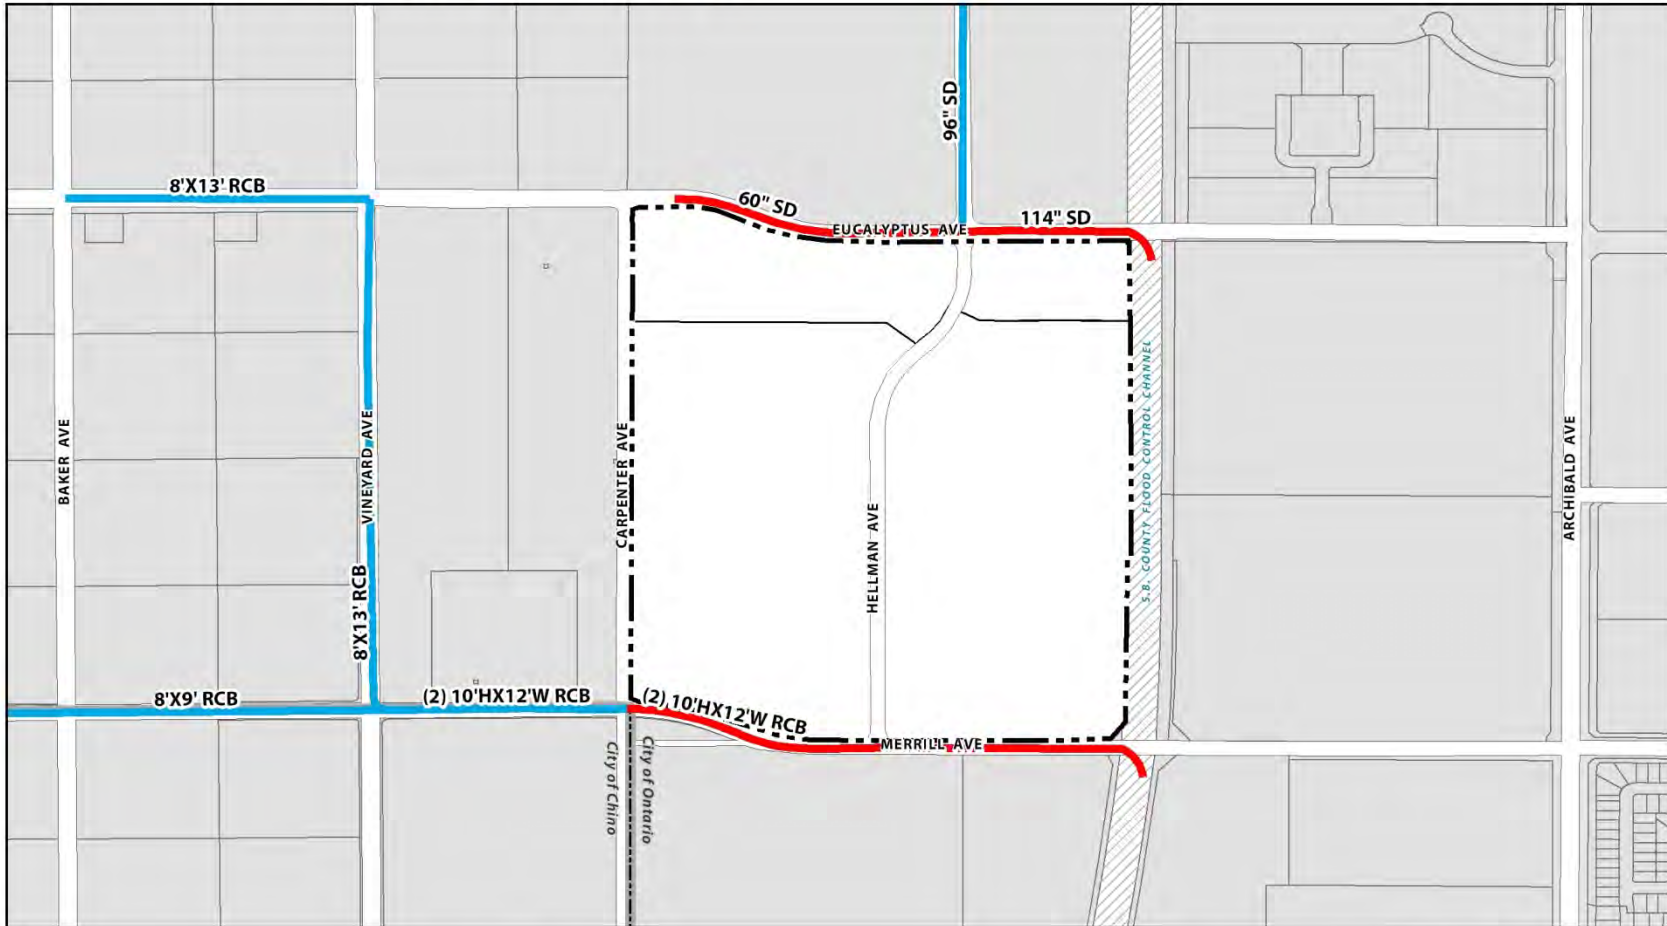 96" SD
8'X13' RCB
60" SD
114" SD
EUCALYPTUS AVE
BAKER AVE
VINEYARD AVE
CARPENTER AVE
HELLMAN AVE
S.B. COUNTY FLOOD CONTROL CHANNEL
ARCHIBALD AVE
8'X13' RCB
8'X9' RCB
(2) 10'HX12'W RCB
(2) 10'HX12'W RCB
MERRILL AVE
City of Chino
City of Ontario